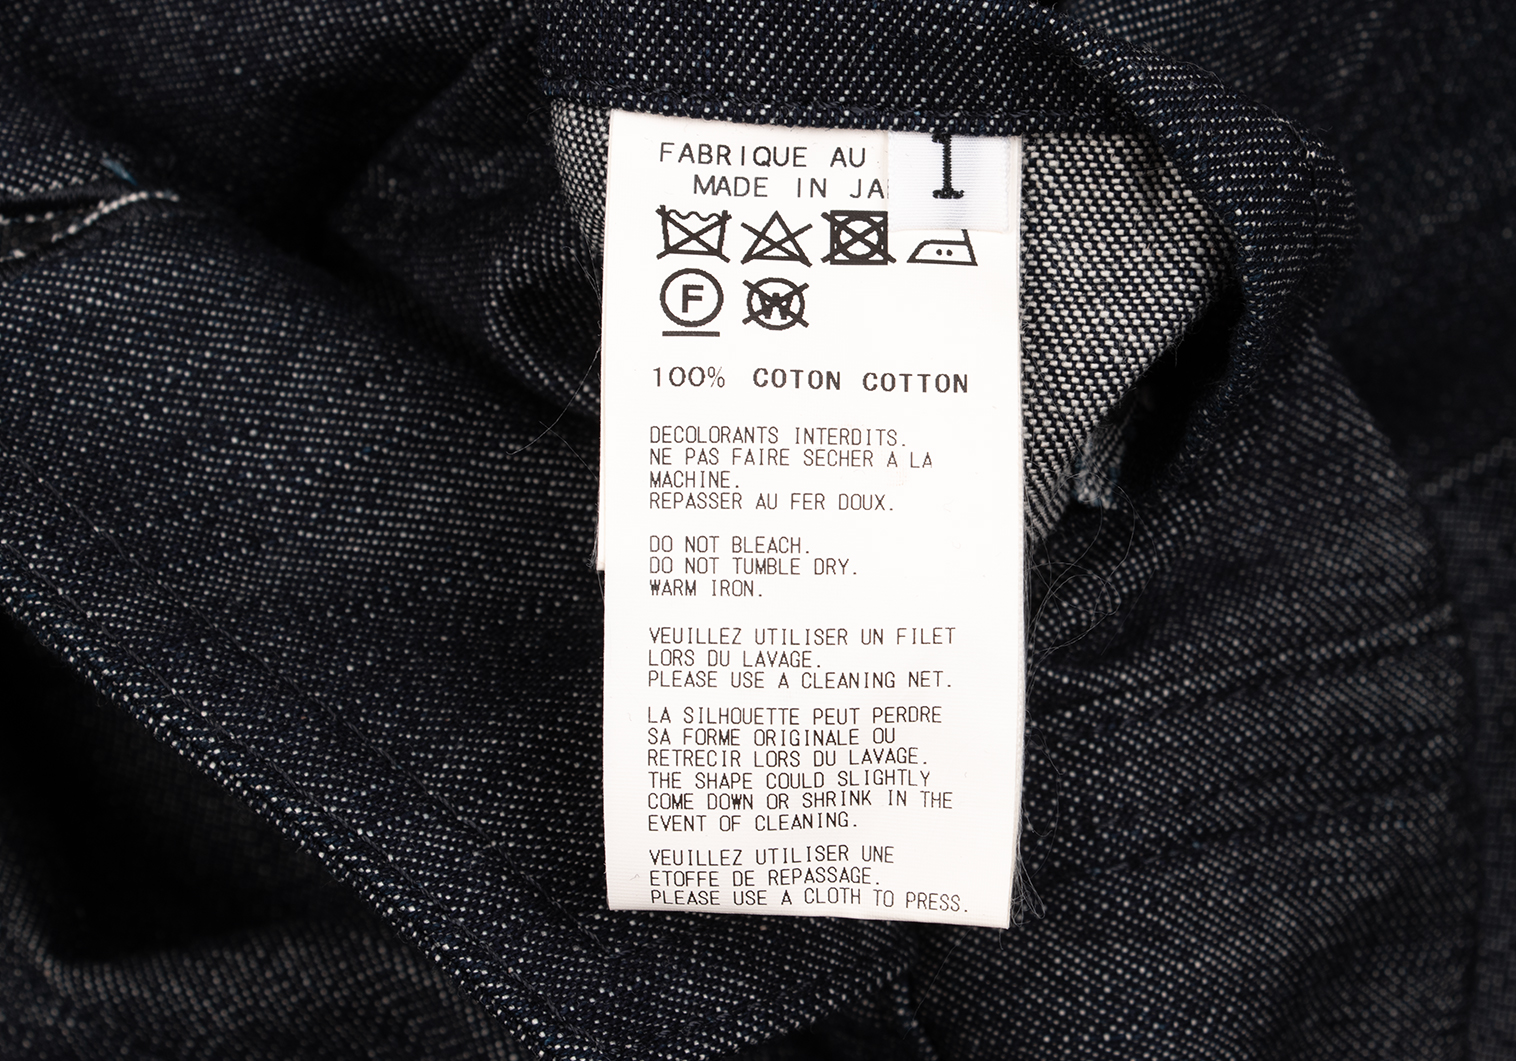 FABRIQUE AU
1
MADE IN
F
W
100% COTON COTTON
DECOLORANTS INTERDITS.
NE PAS FAIRE SECHER A LA
MACHINE.
REPASSER AU FER DOUX.
DO NOT BLEACH.
DO NOT TUMBLE DRY.
WARM IRON.
VEUILLEZ UTILISER UN FILET
LORS DU LAVAGE.
PLEASE USE A CLEANING NET.
LA SILHOUETTE PEUT PERDRE
SA FORME ORIGINALE OU
RETRECIR LORS DU LAVAGE.
THE SHAPE COULD SLIGHTLY
COME DOWN OR SHRINK IN THE
EVENT OF CLEANING.
VEUILLEZ UTILISER UNE
ETOFFE DE REPASSAGE.
PLEASE USE A CLOTH TO PRESS.